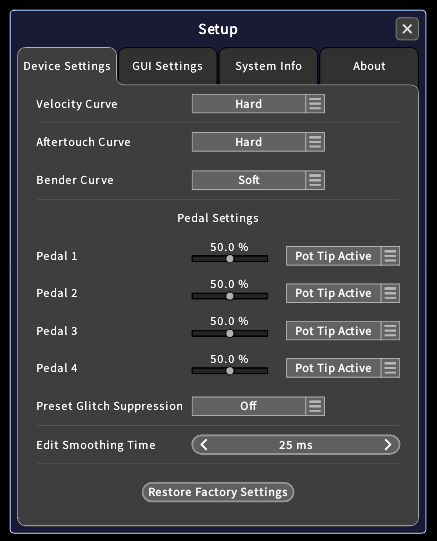 Setup
Device Settings
GUI Settings
System Info
About
Velocity Curve
Hard
Aftertouch Curve
Hard
Bender Curve
Soft
Pedal Settings
Pedal 1
50.0 %
Pot Tip Active
Pedal 2
50.0 %
Pot Tip Active
Pedal 3
50.0 %
Pot Tip Active
Pedal 4
50.0 %
Pot Tip Active
Preset Glitch Suppression
Off
Edit Smoothing Time
25 ms
Restore Factory Settings